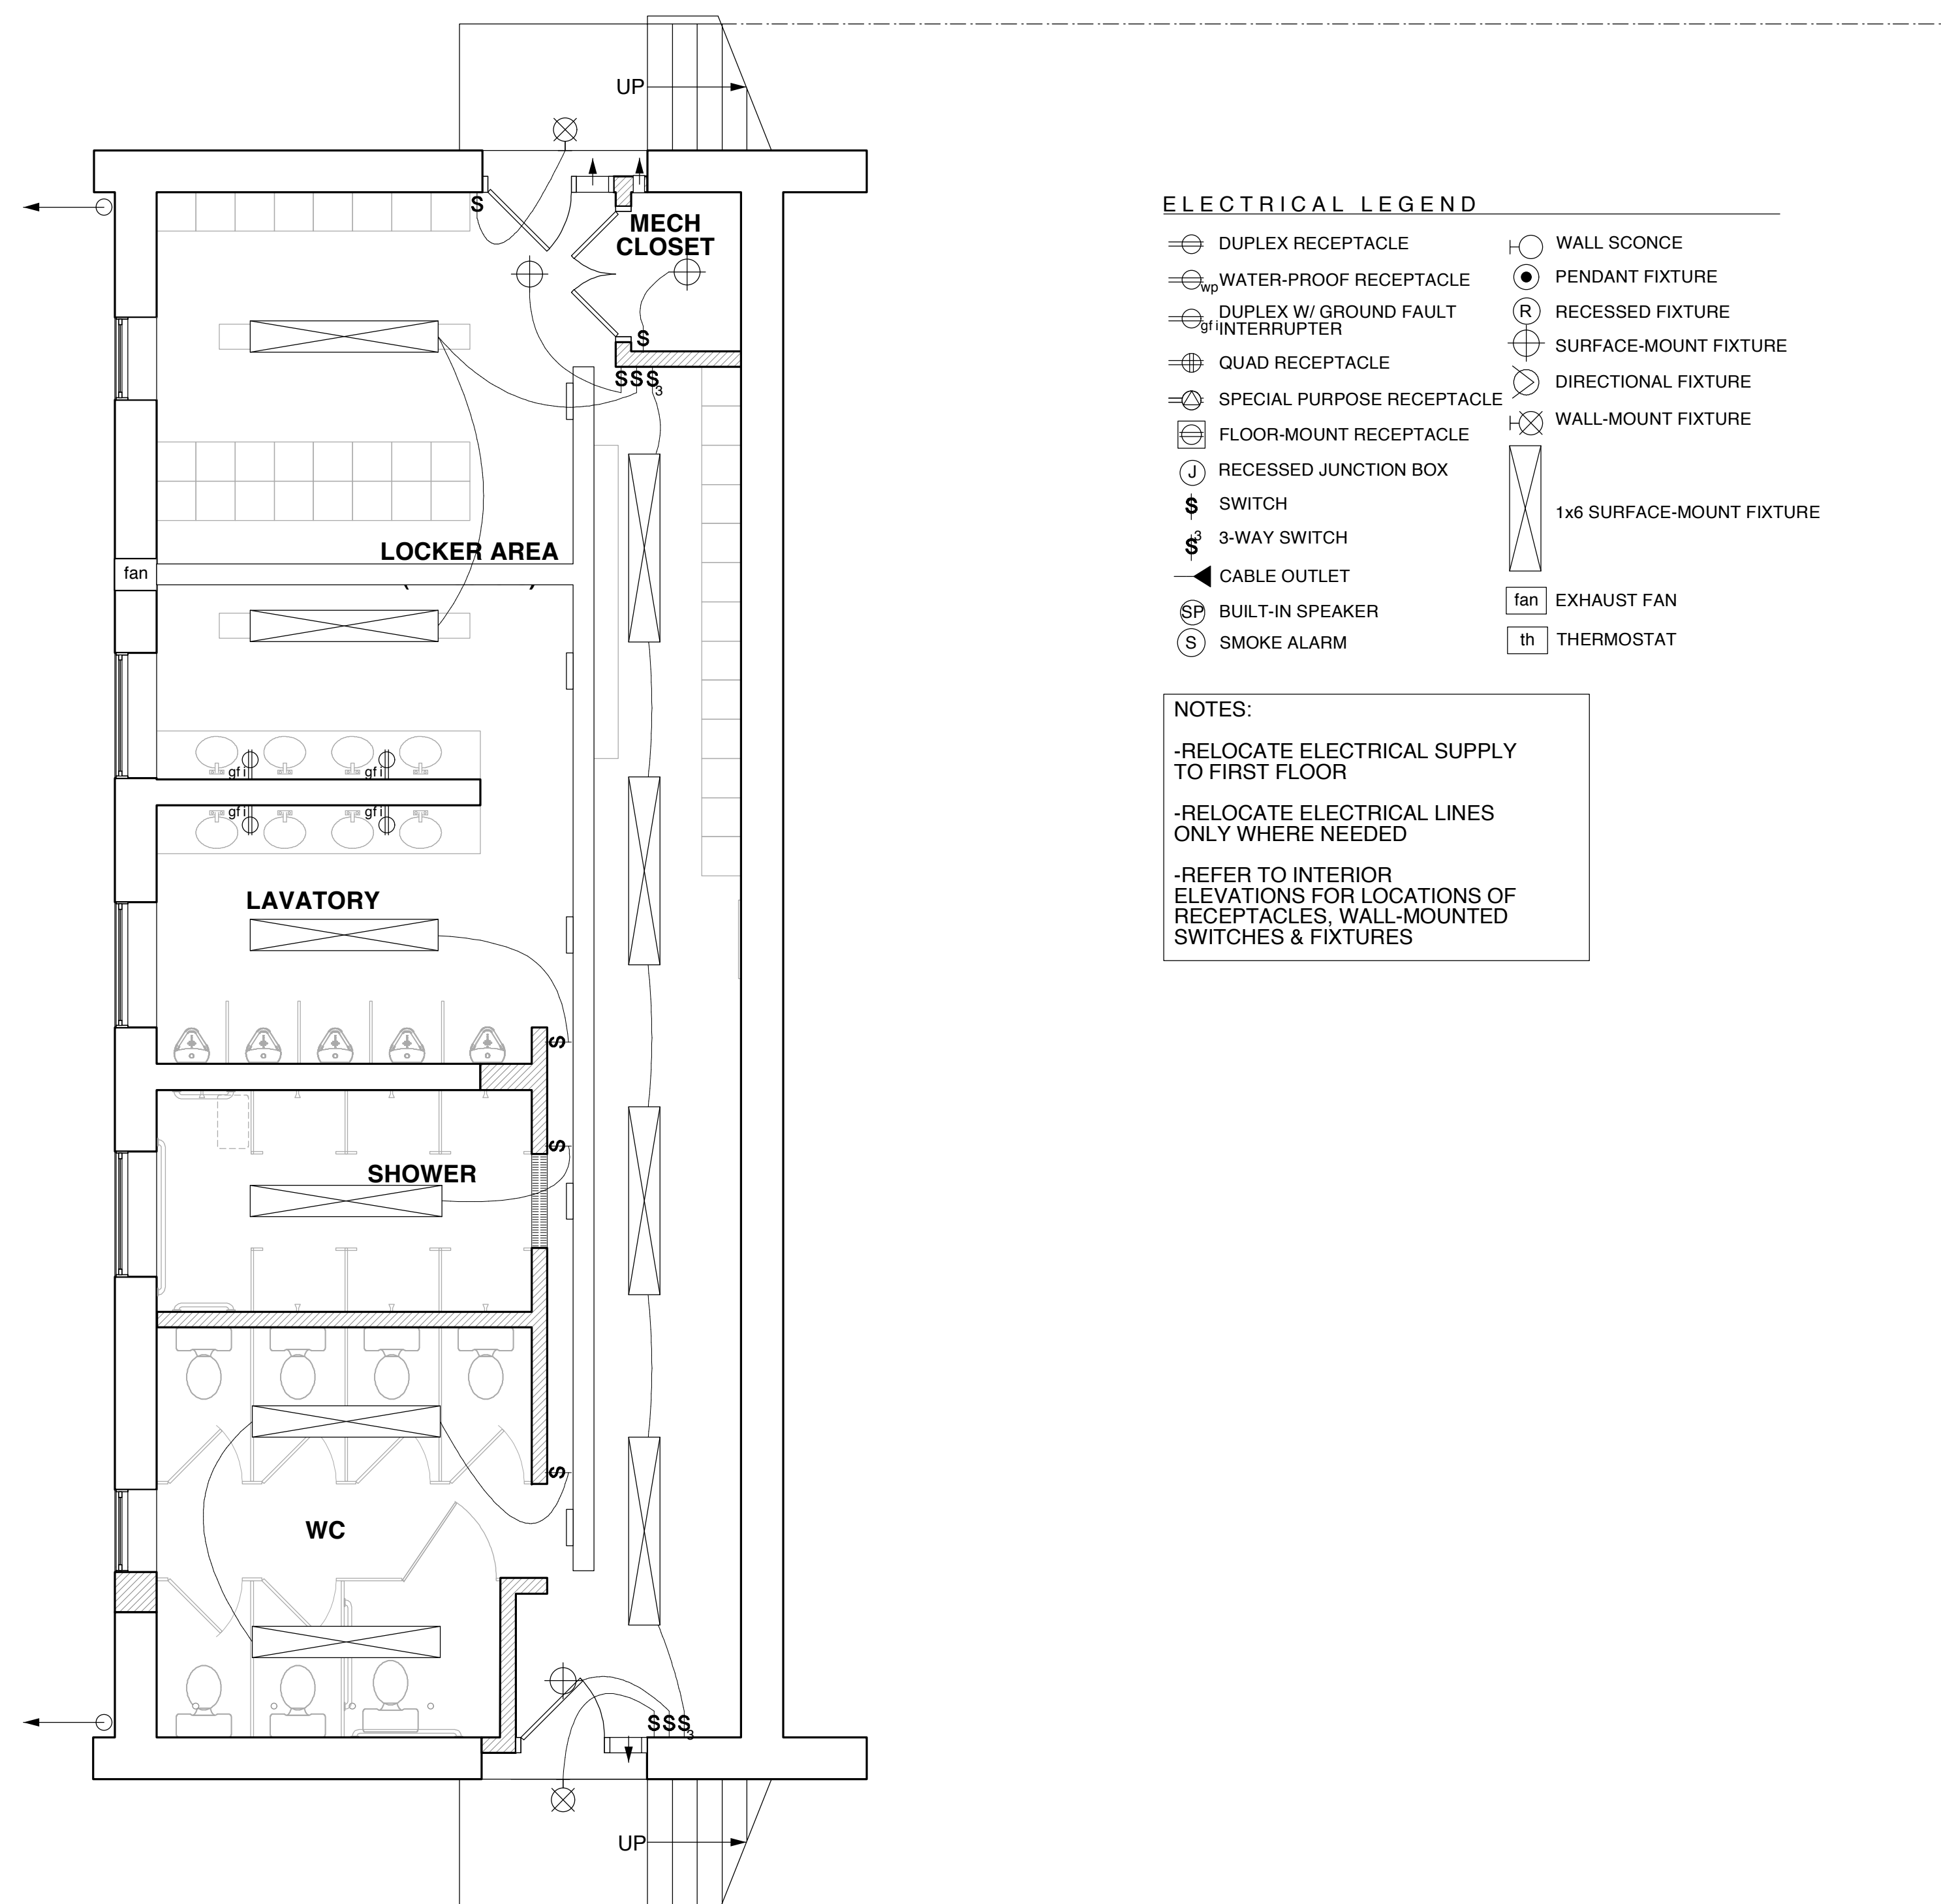 UP
$
MECH
CLOSET
$
$$$3
LOCKER AREA
fan
gfi
gfi
gfi
gfi
LAVATORY
$
$
SHOWER
$
WC
$$$3
UP
ELECTRICAL LEGEND
DUPLEX RECEPTACLE
wp WATER-PROOF RECEPTACLE
DUPLEX W/ GROUND FAULT
gfi INTERRUPTER
QUAD RECEPTACLE
SPECIAL PURPOSE RECEPTACLE
FLOOR-MOUNT RECEPTACLE
J RECESSED JUNCTION BOX
$ SWITCH
$3 3-WAY SWITCH
CABLE OUTLET
SP BUILT-IN SPEAKER
S SMOKE ALARM
WALL SCONCE
PENDANT FIXTURE
R RECESSED FIXTURE
SURFACE-MOUNT FIXTURE
DIRECTIONAL FIXTURE
WALL-MOUNT FIXTURE
1x6 SURFACE-MOUNT FIXTURE
fan EXHAUST FAN
th THERMOSTAT
NOTES:
-RELOCATE ELECTRICAL SUPPLY
TO FIRST FLOOR
-RELOCATE ELECTRICAL LINES
ONLY WHERE NEEDED
-REFER TO INTERIOR
ELEVATIONS FOR LOCATIONS OF
RECEPTACLES, WALL-MOUNTED
SWITCHES & FIXTURES